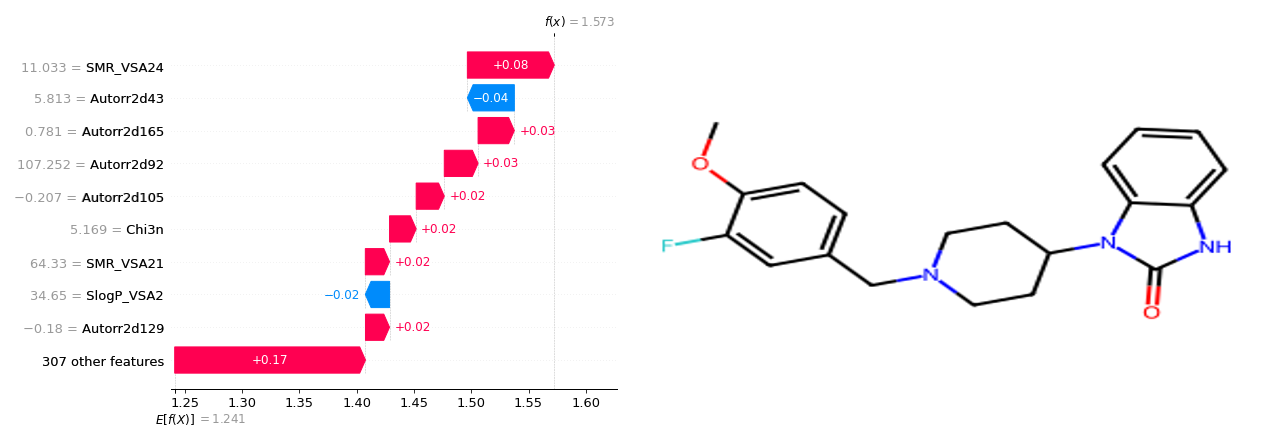 f(x) = 1.573
11.033 = SMR_VSA24 +0.08
5.813 = Autorr2d43 −0.04
0.781 = Autorr2d165 +0.03
107.252 = Autorr2d92 +0.03
−0.207 = Autorr2d105 +0.02
5.169 = Chi3n +0.02
64.33 = SMR_VSA21 +0.02
34.65 = SlogP_VSA2 −0.02
−0.18 = Autorr2d129 +0.02
307 other features +0.17
1.25 1.30 1.35 1.40 1.45 1.50 1.55 1.60
E[f(X)] = 1.241
O
F
N
N
NH
O